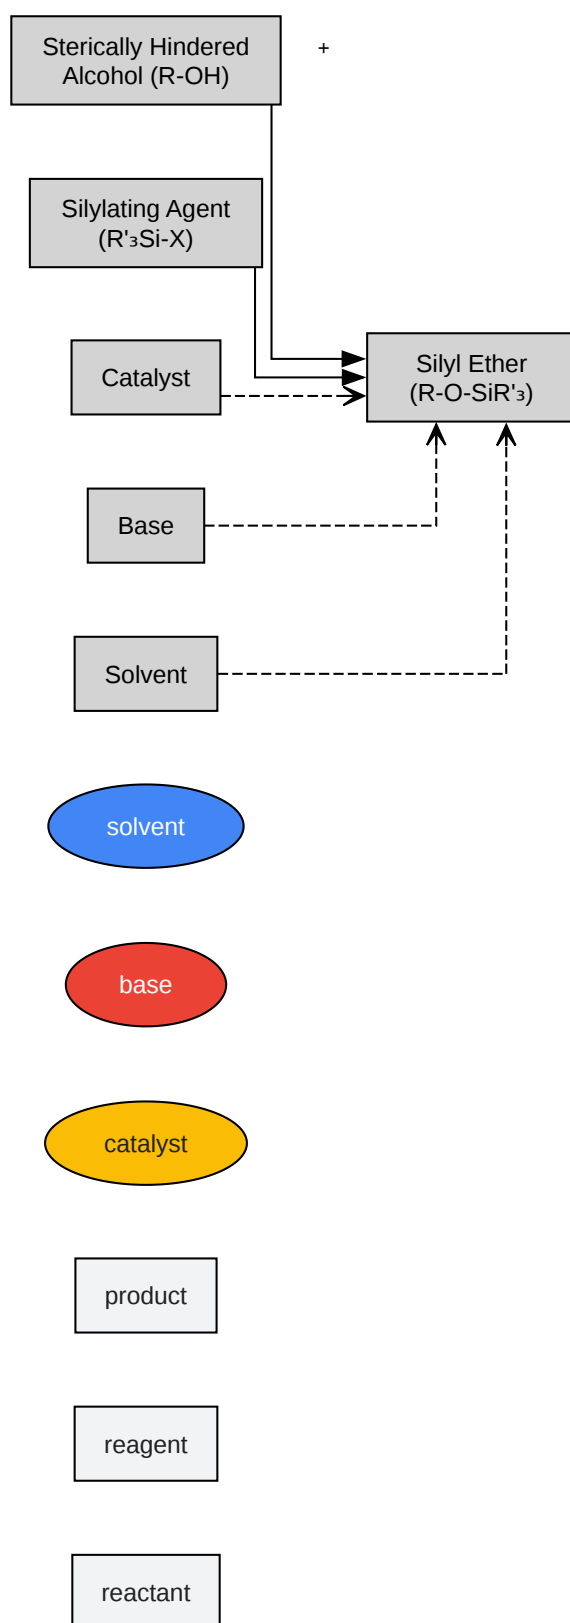 Sterically Hindered
Alcohol (R-OH)
+
Silylating Agent
(R'₃Si-X)
Catalyst
Silyl Ether
(R-O-SiR'₃)
Base
Solvent
solvent
base
catalyst
product
reagent
reactant